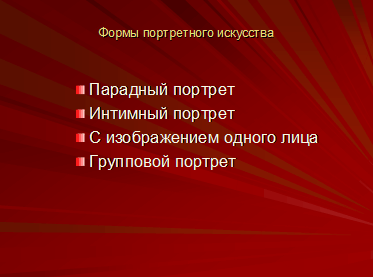 Формы портретного искусства
Парадный портрет
Интимный портрет
С изображением одного лица
Групповой портрет